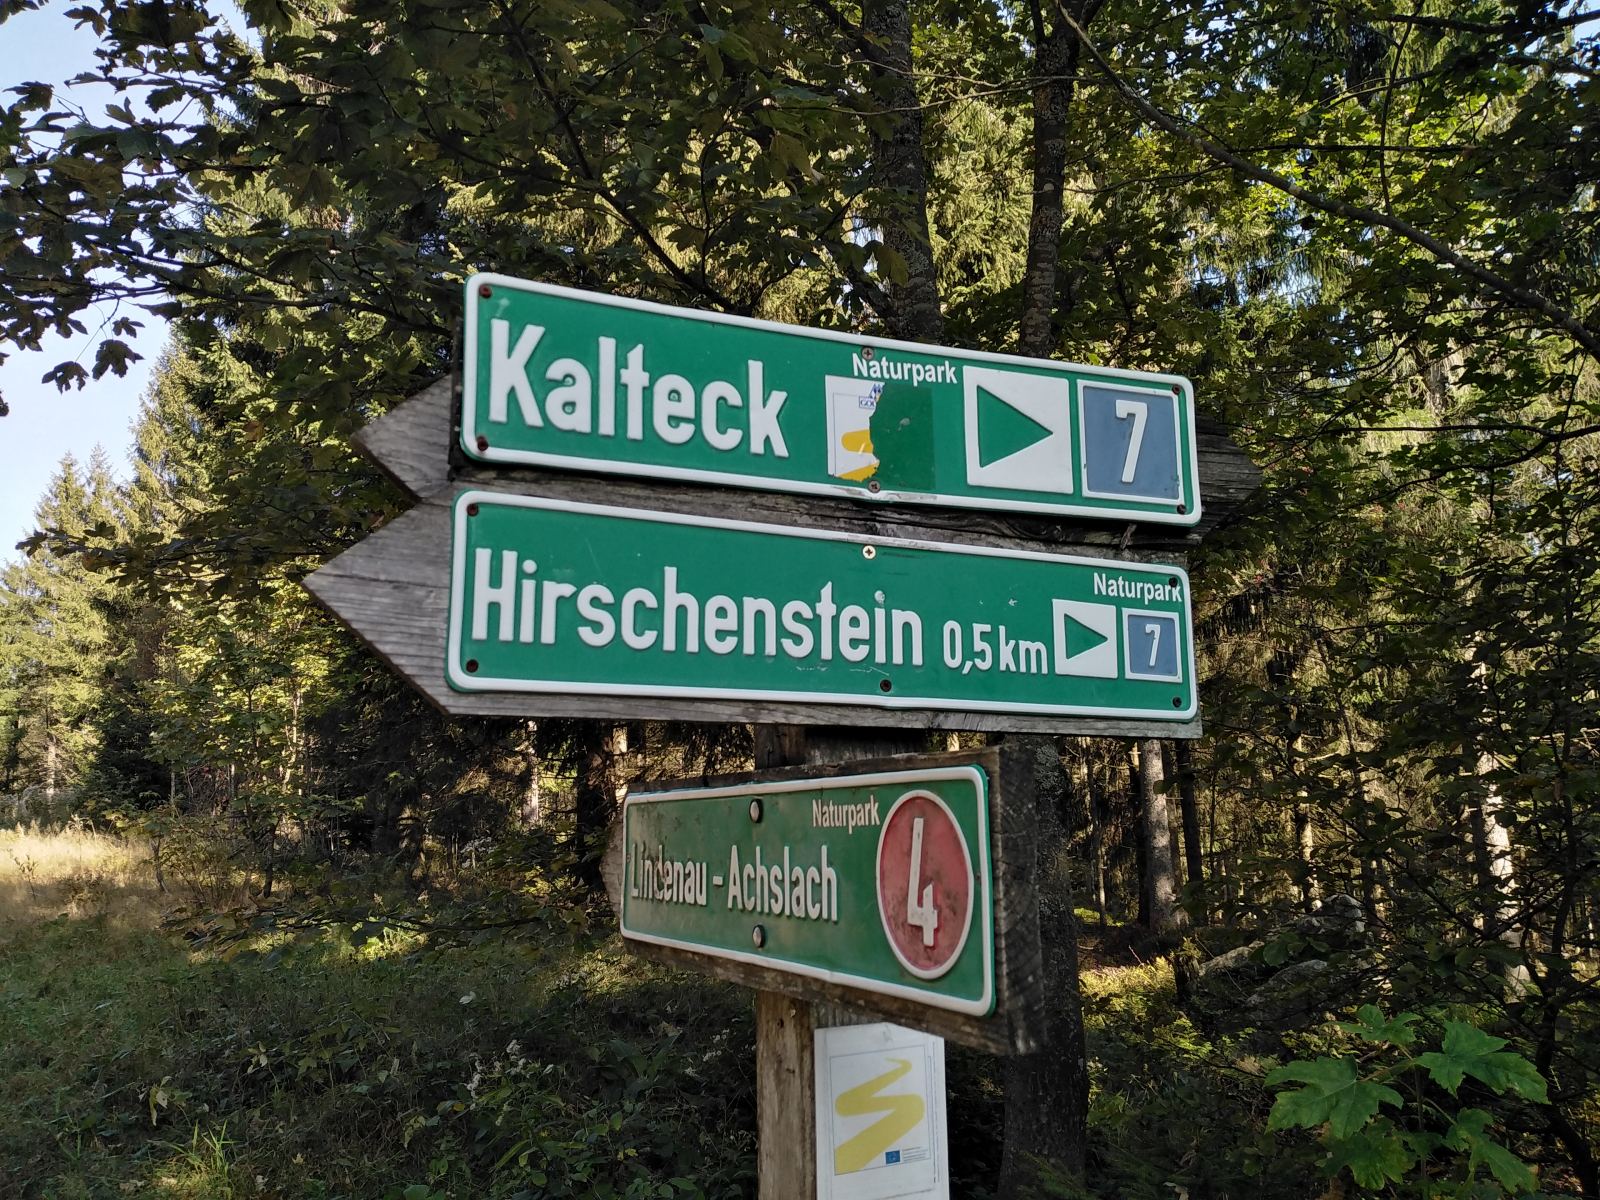 Kalteck
Naturpark
7
Hirschenstein 0,5 km
Naturpark
7
Naturpark
Lindenau - Achslach
4